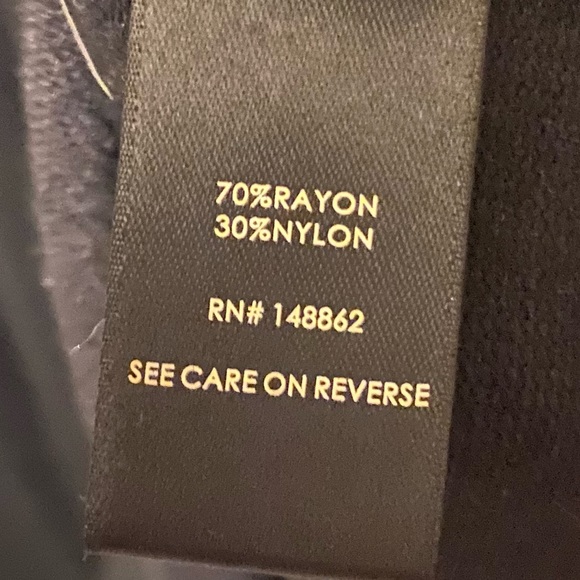 70%RAYON
30%NYLON
RN# 148862
SEE CARE ON REVERSE